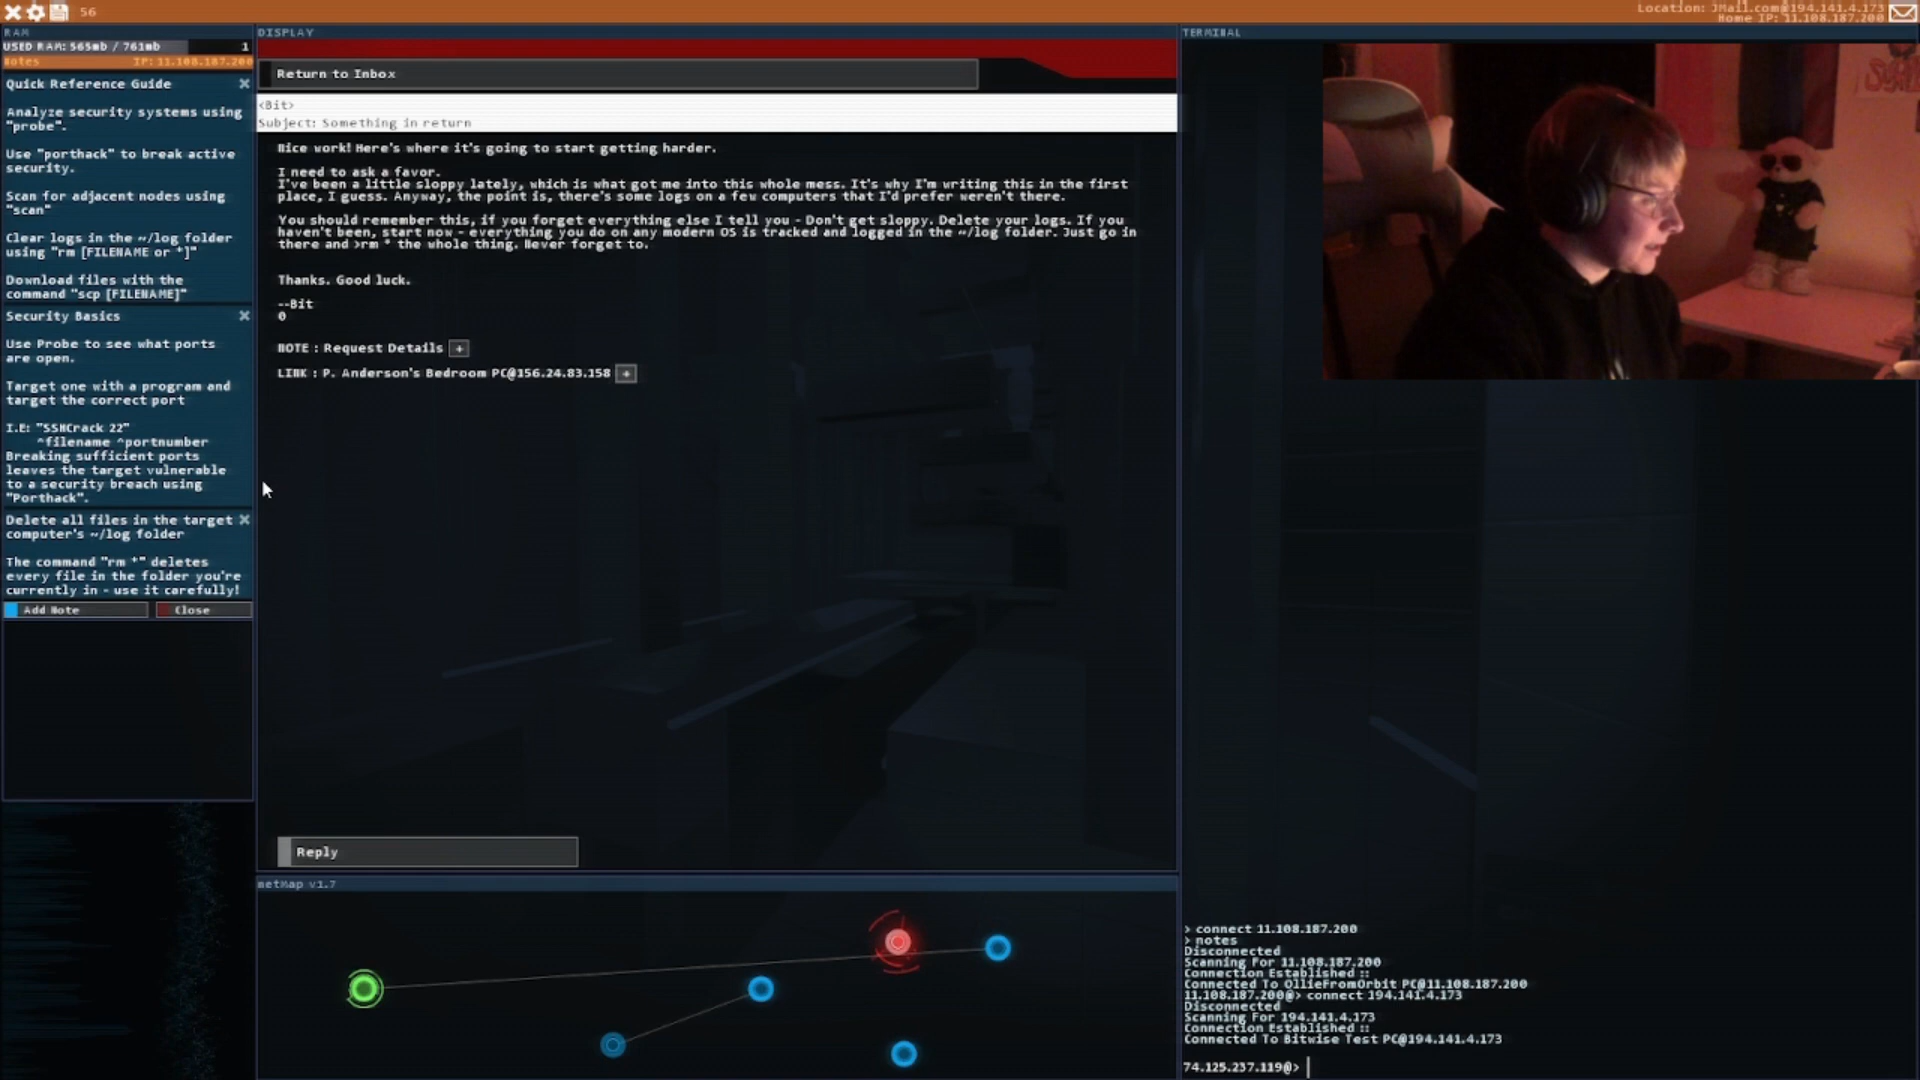 56
Location: JMail.com@194.141.4.173
Home IP: 11.108.187.200
RAM
USED RAM: 565mb / 761mb 1
Notes IP: 11.108.187.200
Quick Reference Guide
Analyze security systems using
"probe".
Use "porthack" to break active
security.
Scan for adjacent nodes using
"scan"
Clear logs in the ~/log folder
using "rm [FILENAME or *]"
Download files with the
command "scp [FILENAME]"
Security Basics
Use Probe to see what ports
are open.
Target one with a program and
target the correct port
I.E: "SSHCrack 22"
^filename ^portnumber
Breaking sufficient ports
leaves the target vulnerable
to a security breach using
"Porthack".
Delete all files in the target
computer's ~/log folder
The command "rm *" deletes
every file in the folder you're
currently in - use it carefully!
Add Note
Close
DISPLAY
Return to Inbox
<Bit>
Subject: Something in return
Nice work! Here's where it's going to start getting harder.
I need to ask a favor.
I've been a little sloppy lately, which is what got me into this whole mess. It's why I'm writing this in the first
place, I guess. Anyway, the point is, there's some logs on a few computers that I'd prefer weren't there.
You should remember this, if you forget everything else I tell you - Don't get sloppy. Delete your logs. If you
haven't been, start now - everything you do on any modern OS is tracked and logged in the ~/log folder. Just go in
there and >rm * the whole thing. Never forget to.
Thanks. Good luck.
--Bit
0
NOTE : Request Details +
LINK : P. Anderson's Bedroom PC@156.24.83.158 +
Reply
netMap v1.7
TERMINAL
> connect 11.108.187.200
> notes
Disconnected
Scanning For 11.108.187.200
Connection Established ::
Connected To OllieFromOrbit PC@11.108.187.200
11.108.187.200@> connect 194.141.4.173
Disconnected
Scanning For 194.141.4.173
Connection Established ::
Connected To Bitwise Test PC@194.141.4.173
74.125.237.119@>